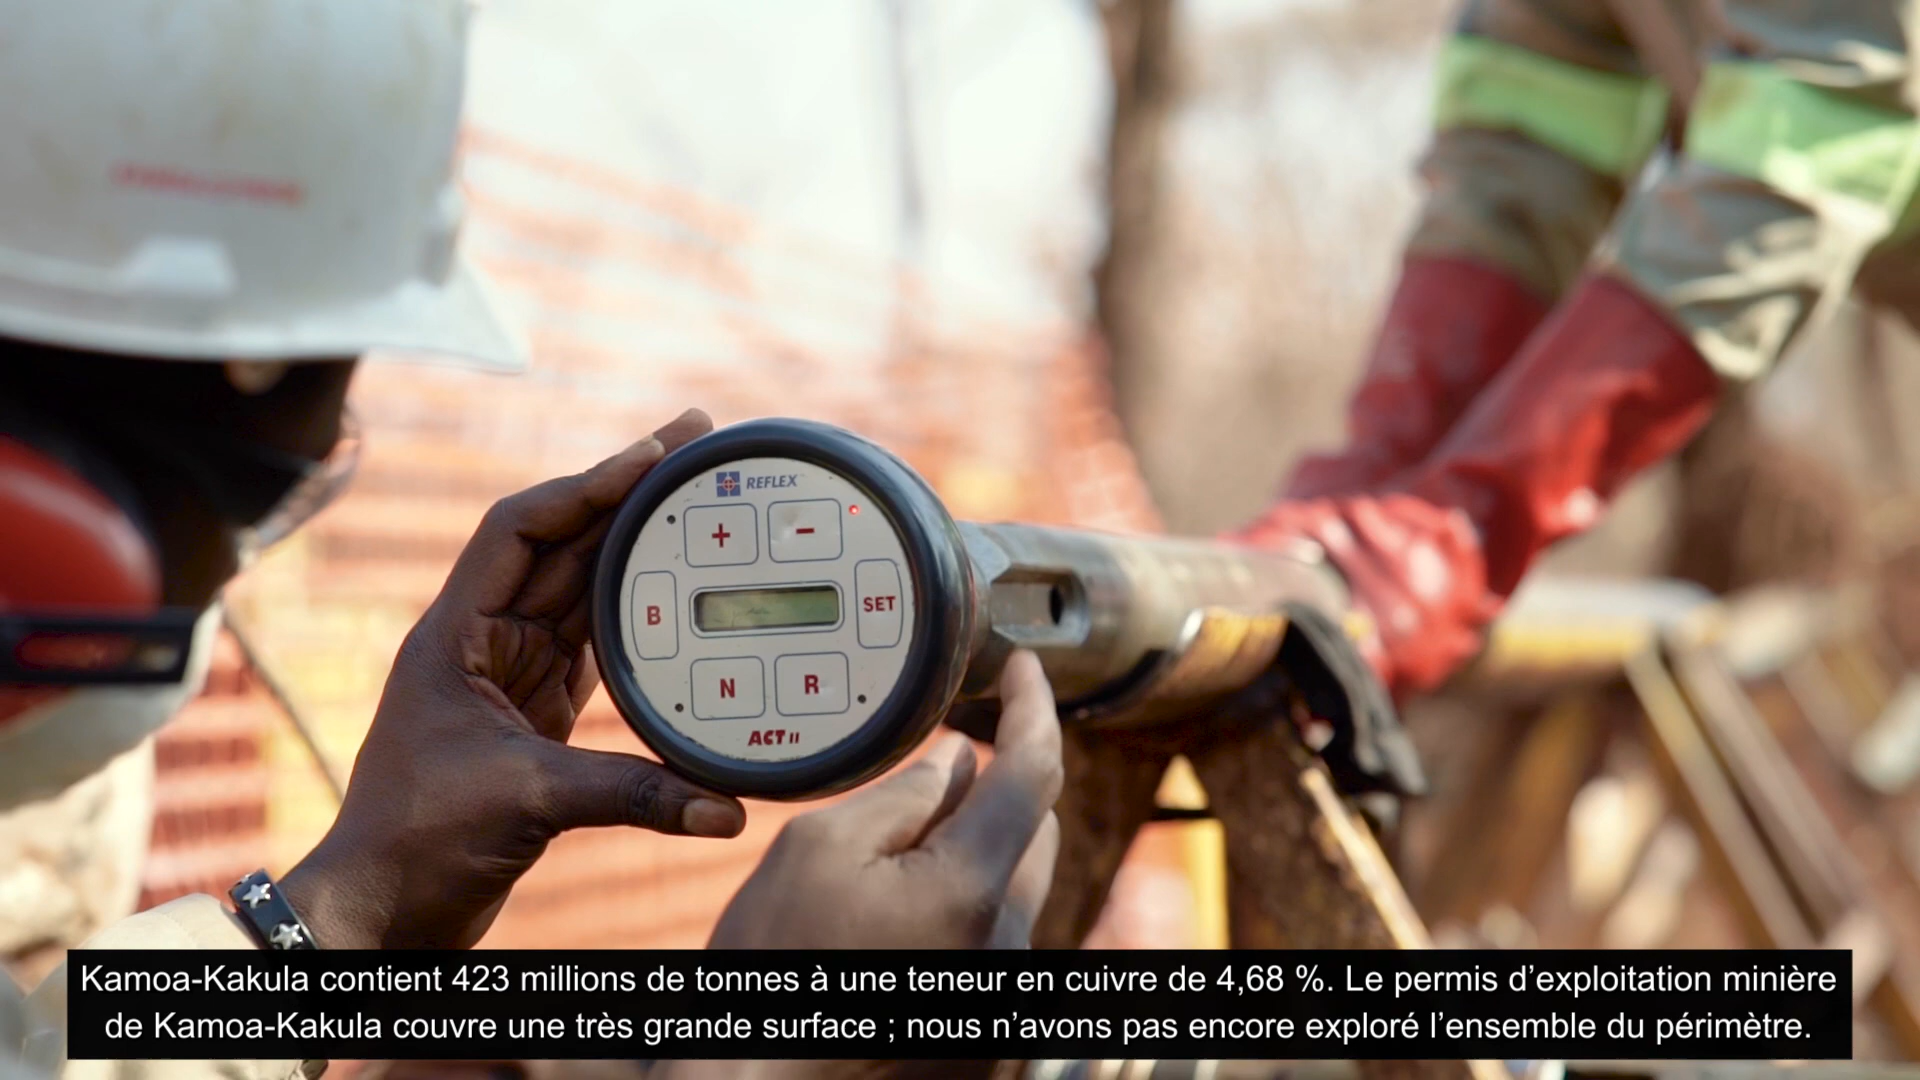 REFLEX
+ -
B SET
N R
ACT II
Kamoa-Kakula contient 423 millions de tonnes à une teneur en cuivre de 4,68 %. Le permis d’exploitation minière
de Kamoa-Kakula couvre une très grande surface ; nous n’avons pas encore exploré l’ensemble du périmètre.